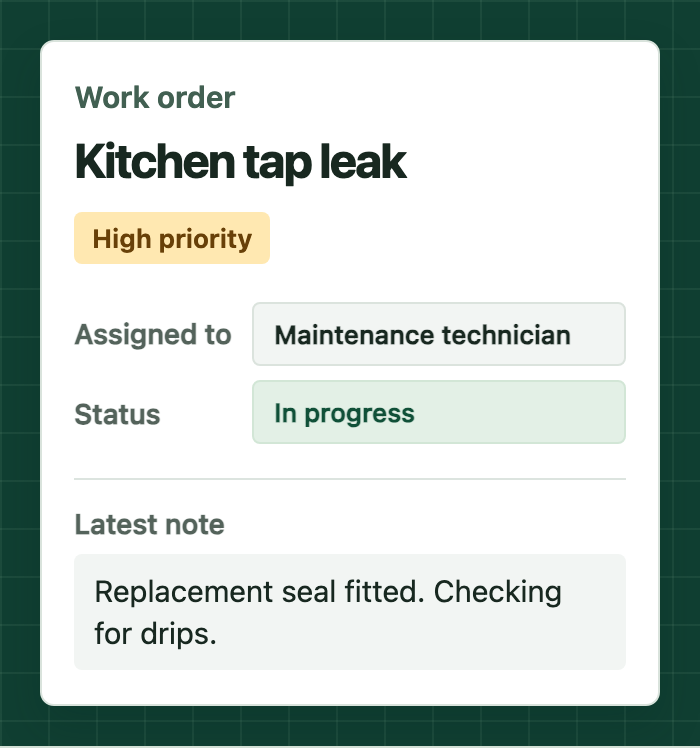 Work order
Kitchen tap leak
High priority
Assigned to Maintenance technician
Status In progress
Latest note
Replacement seal fitted. Checking
for drips.